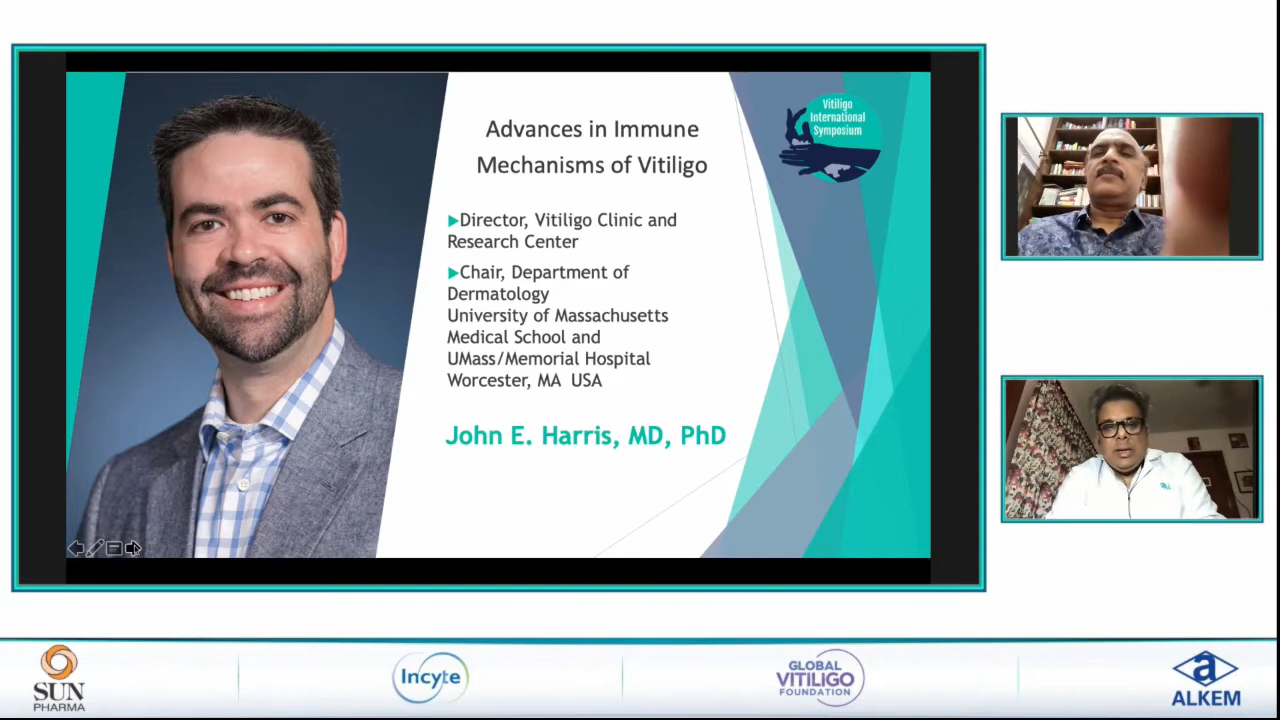 Advances in Immune
Mechanisms of Vitiligo
Vitiligo
International
Symposium
▶Director, Vitiligo Clinic and
Research Center
▶Chair, Department of
Dermatology
University of Massachusetts
Medical School and
UMass/Memorial Hospital
Worcester, MA USA
John E. Harris, MD, PhD
SUN
PHARMA
Incyte
GLOBAL
VITILIGO
FOUNDATION
a
ALKEM